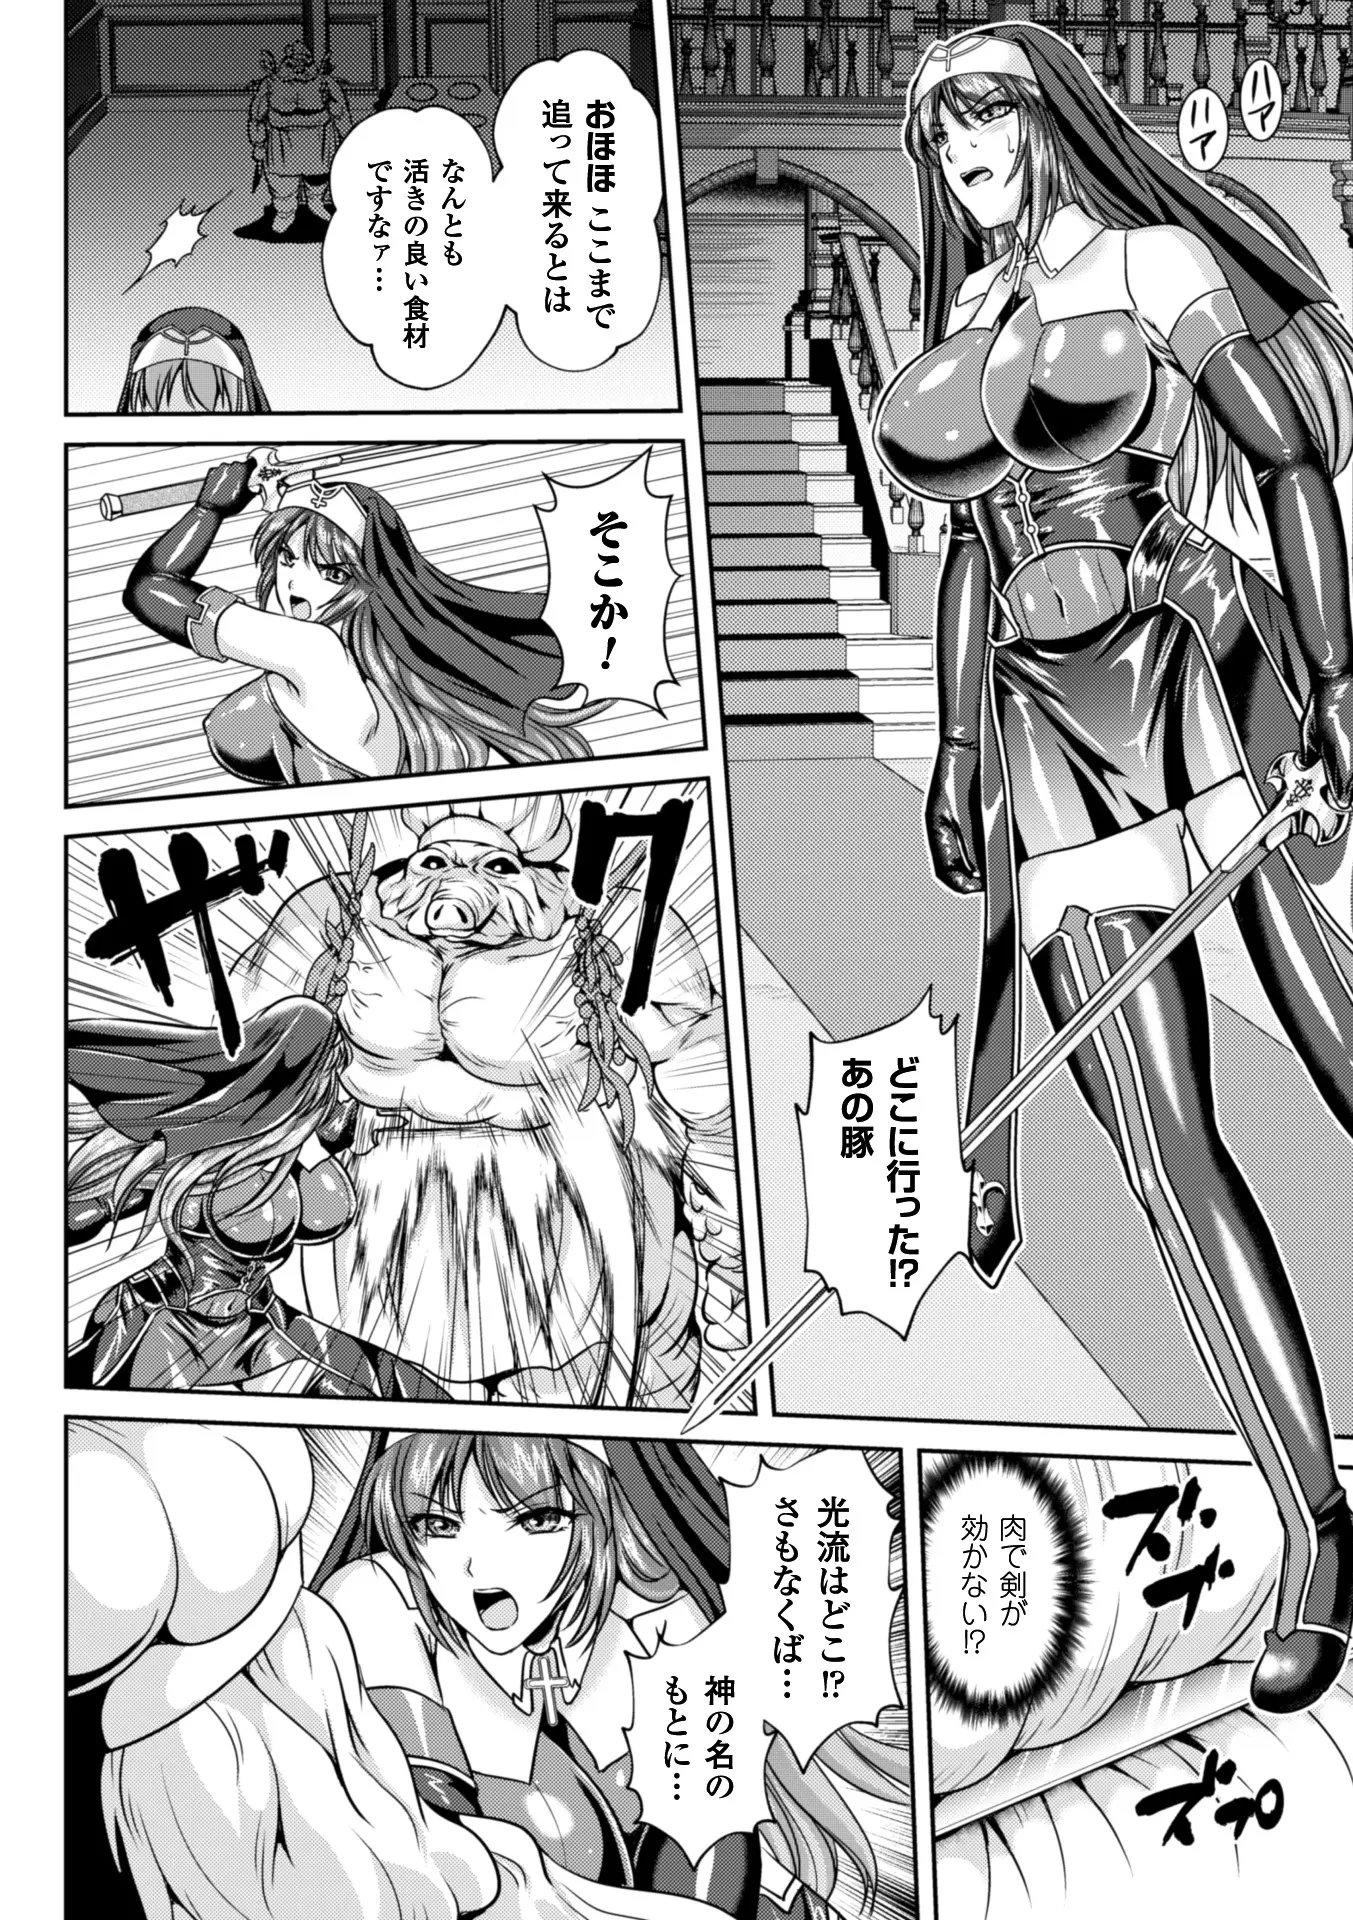 ハァ
ハァ
どこに行った!?
あの豚
おほほ ここまで
追って来るとは
なんとも
活きの良い食材
ですなァ…
そこか!
ザク
肉で剣が
効かない!?
ズブ
ズプ
光流はどこ!?
さもなくば…
神の名の
もとに…